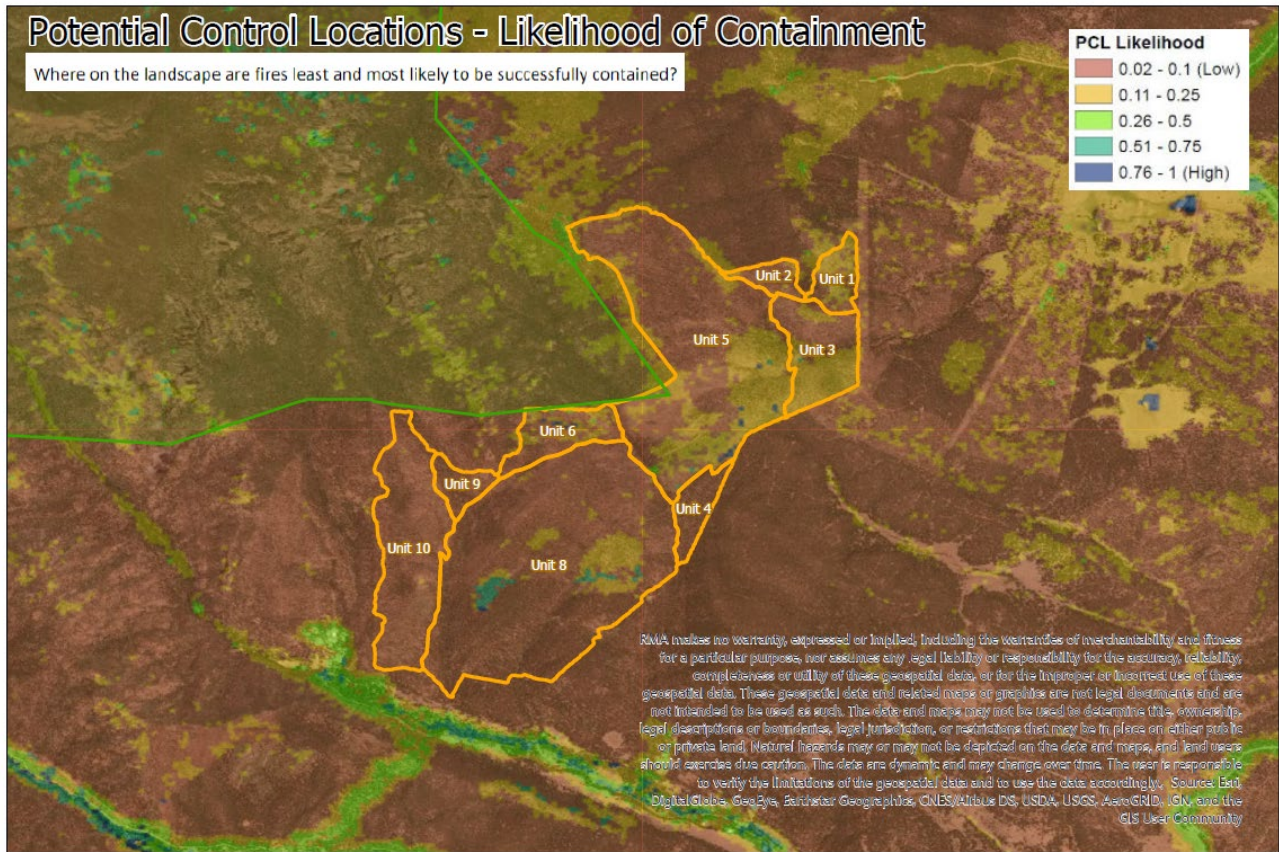 Potential Control Locations - Likelihood of Containment
Where on the landscape are fires least and most likely to be successfully contained?
PCL Likelihood
0.02 - 0.1 (Low)
0.11 - 0.25
0.26 - 0.5
0.51 - 0.75
0.76 - 1 (High)
Unit 2
Unit 1
Unit 5
Unit 3
Unit 6
Unit 9
Unit 4
Unit 10
Unit 8
RMA makes no warranty, expressed or implied, including the warranties of merchantability and fitness
for a particular purpose, nor assumes any legal liability or responsibility for the accuracy, reliability,
completeness or utility of these geospatial data, or for the improper or incorrect use of these
geospatial data. These geospatial data and related maps or graphics are not legal documents and are
not intended to be used as such. The data and maps may not be used to determine title, ownership,
legal descriptions or boundaries, legal jurisdiction, or restrictions that may be in place on either public
or private land. Natural hazards may or may not be depicted on the data and maps, and land users
should exercise due caution. The data are dynamic and may change over time. The user is responsible
to verify the limitations of the geospatial data and to use the data accordingly. Source: Esri,
DigitalGlobe, GeoEye, Earthstar Geographics, CNES/Airbus DS, USDA, USGS, AeroGRID, IGN, and the
GIS User Community